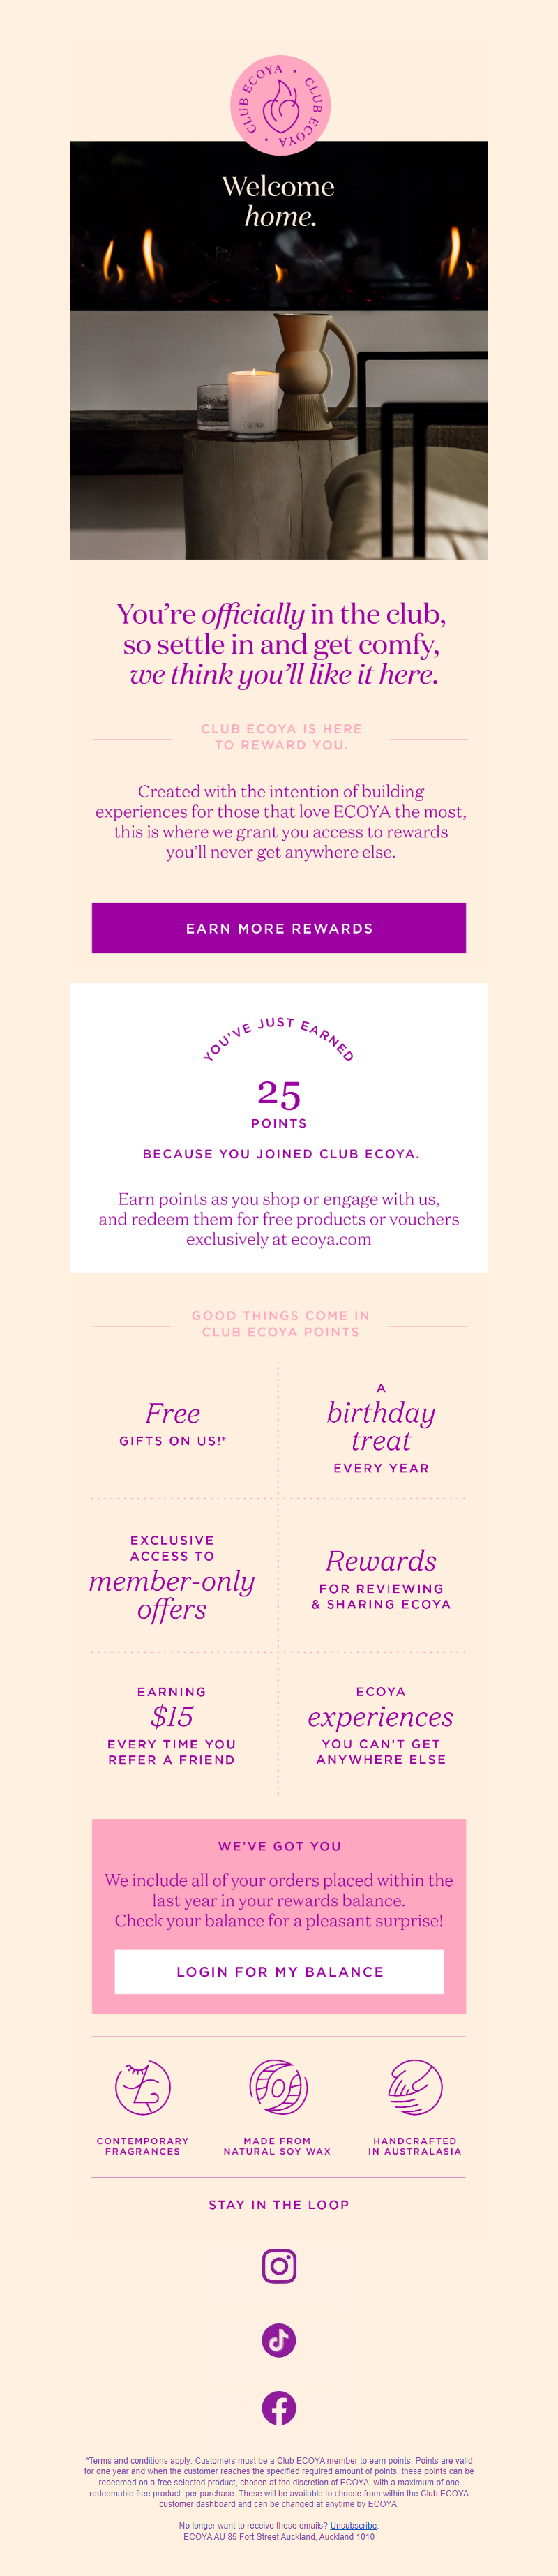 CLUB ECOYA • CLUB ECOYA • CLUB ECOYA •
Welcome
home.
You’re officially in the club,
so settle in and get comfy,
we think you’ll like it here.
CLUB ECOYA IS HERE
TO REWARD YOU.
Created with the intention of building
experiences for those that love ECOYA the most,
this is where we grant you access to rewards
you’ll never get anywhere else.
EARN MORE REWARDS
YOU’VE JUST EARNED
25
POINTS
BECAUSE YOU JOINED CLUB ECOYA.
Earn points as you shop or engage with us,
and redeem them for free products or vouchers
exclusively at ecoya.com
GOOD THINGS COME IN
CLUB ECOYA POINTS
Free
GIFTS ON US!*
A
birthday
treat
EVERY YEAR
EXCLUSIVE
ACCESS TO
member-only
offers
Rewards
FOR REVIEWING
& SHARING ECOYA
EARNING
$15
EVERY TIME YOU
REFER A FRIEND
ECOYA
experiences
YOU CAN’T GET
ANYWHERE ELSE
WE’VE GOT YOU
We include all of your orders placed within the
last year in your rewards balance.
Check your balance for a pleasant surprise!
LOGIN FOR MY BALANCE
CONTEMPORARY
FRAGRANCES
MADE FROM
NATURAL SOY WAX
HANDCRAFTED
IN AUSTRALASIA
STAY IN THE LOOP
*Terms and conditions apply: Customers must be a Club ECOYA member to earn points. Points are valid
for one year and when the customer reaches the specified required amount of points, these points can be
redeemed on a free selected product, chosen at the discretion of ECOYA, with a maximum of one
redeemable free product per purchase. These will be available to choose from within the Club ECOYA
customer dashboard and can be changed at anytime by ECOYA.
No longer want to receive these emails? Unsubscribe.
ECOYA AU 85 Fort Street Auckland, Auckland 1010